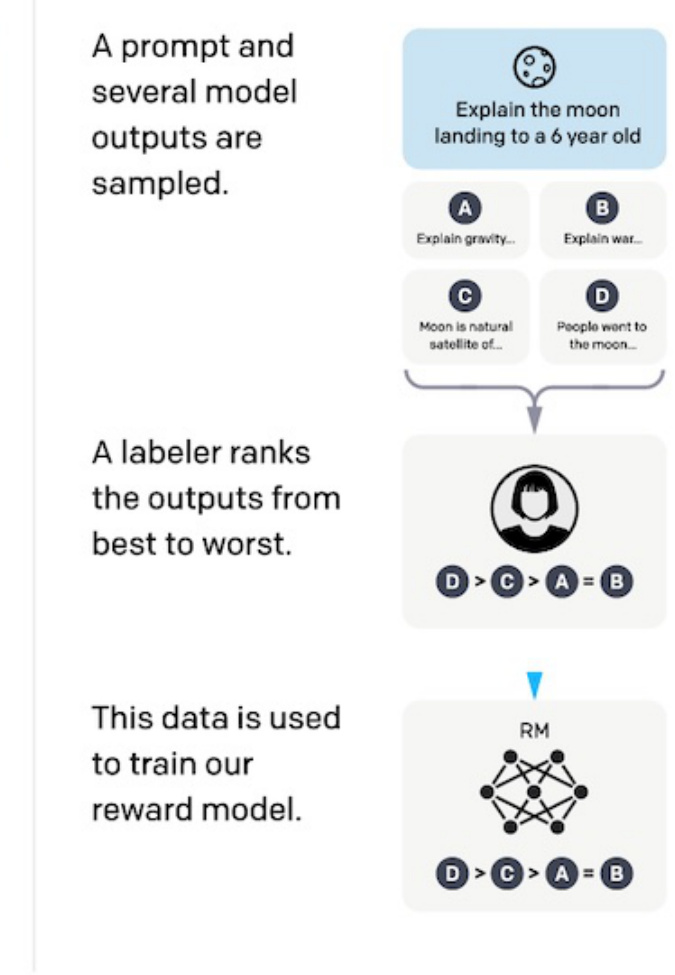 A prompt and
several model
outputs are
sampled.
Explain the moon
landing to a 6 year old
A
Explain gravity...
B
Explain war...
C
Moon is natural
satellite of...
D
People went to
the moon...
A labeler ranks
the outputs from
best to worst.
D > C > A = B
This data is used
to train our
reward model.
RM
D > C > A = B